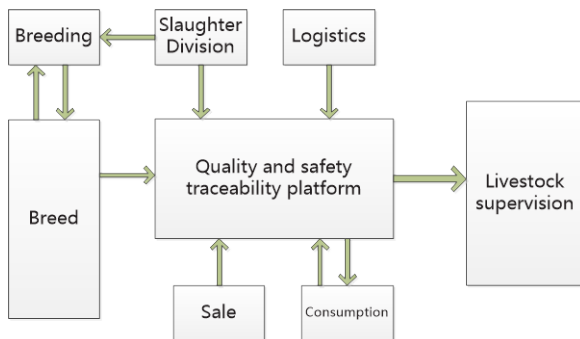 Breeding
Slaughter
Division
Logistics
Breed
Quality and safety
traceability platform
Livestock
supervision
Sale
Consumption